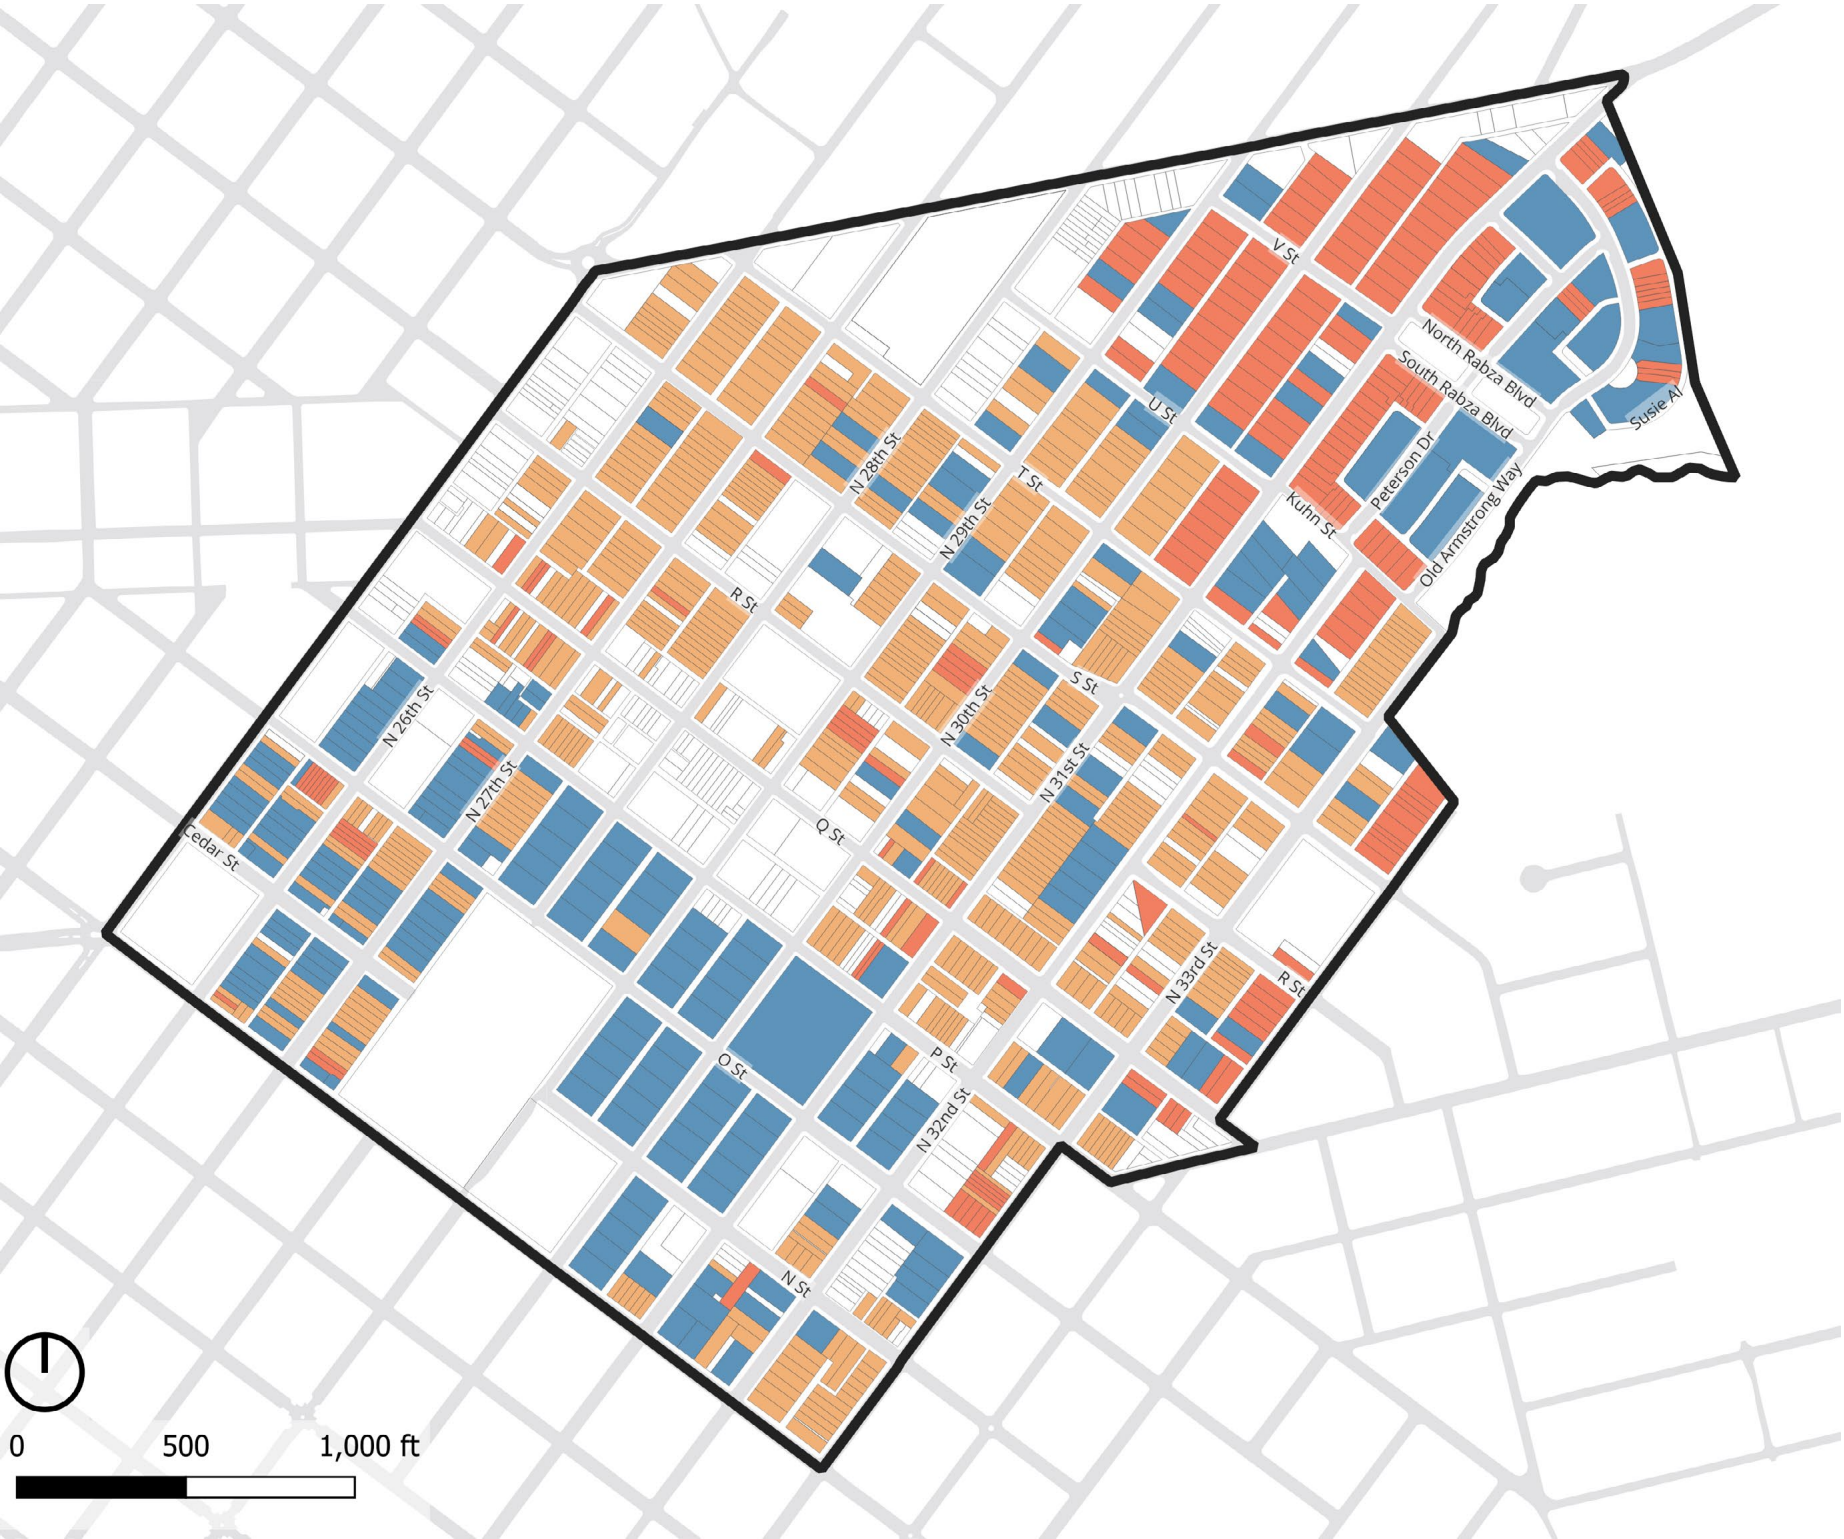 V St
North Rabza Blvd
South Rabza Blvd
Susie Al
U St
N 28th St
T St
Peterson Dr
Kuhn St
N 29th St
Old Armstrong Way
R St
S St
N 26th St
N 30th St
N 31st St
N 27th St
Q St
Cedar St
N 33rd St
R St
O St
P St
N 32nd St
N St
0
500
1,000 ft